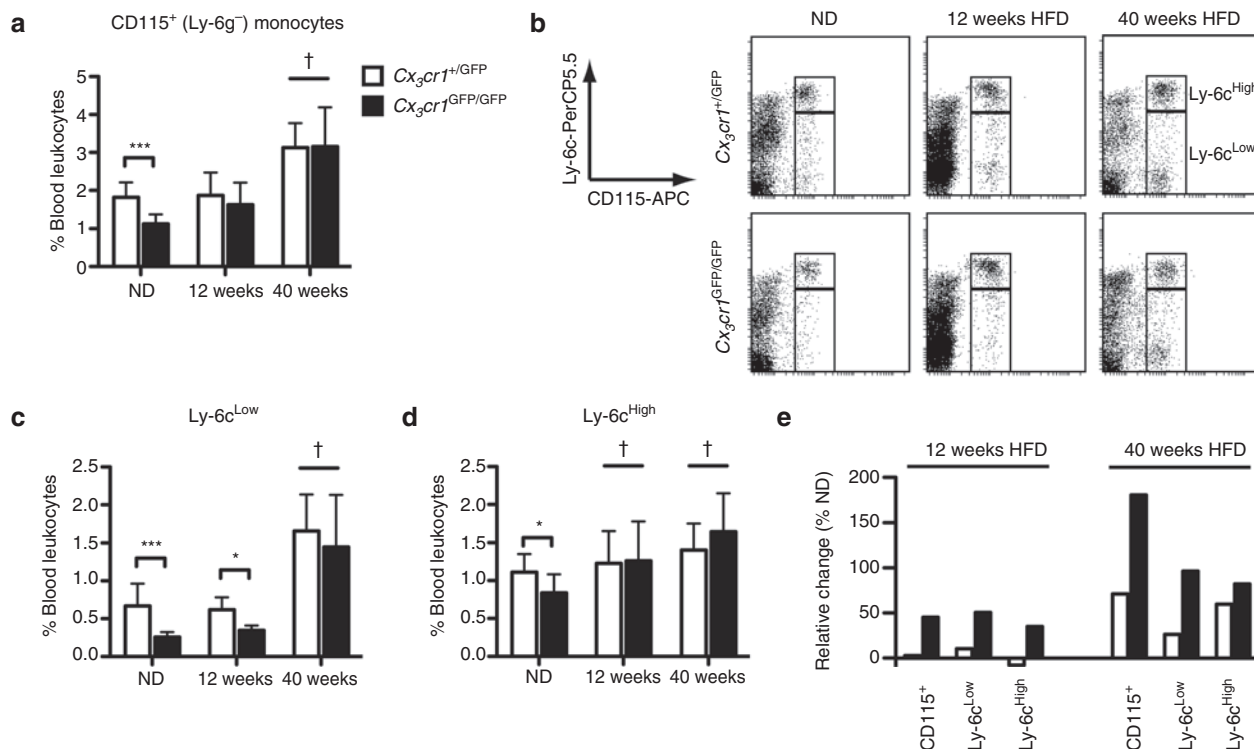 a
CD115⁺ (Ly-6g⁻) monocytes
% Blood leukocytes
5
4
3
2
1
0
***
†
ND
12 weeks
40 weeks
Cx₃cr1⁺/ᴳᶠᴾ
Cx₃cr1ᴳᶠᴾ/ᴳᶠᴾ
b
ND
12 weeks HFD
40 weeks HFD
Ly-6c-PerCP5.5
CD115-APC
Cx₃cr1⁺/ᴳᶠᴾ
Cx₃cr1ᴳᶠᴾ/ᴳᶠᴾ
Ly-6cᴴⁱᵍʰ
Ly-6cᴸᵒʷ
c
Ly-6cᴸᵒʷ
% Blood leukocytes
2.5
2.0
1.5
1.0
0.5
0
***
*
†
ND
12 weeks
40 weeks
d
Ly-6cᴴⁱᵍʰ
% Blood leukocytes
2.5
2.0
1.5
1.0
0.5
0
*
†
†
ND
12 weeks
40 weeks
e
12 weeks HFD
40 weeks HFD
Relative change (% ND)
200
150
100
50
0
CD115⁺
Ly-6cᴸᵒʷ
Ly-6cᴴⁱᵍʰ
CD115⁺
Ly-6cᴸᵒʷ
Ly-6cᴴⁱᵍʰ